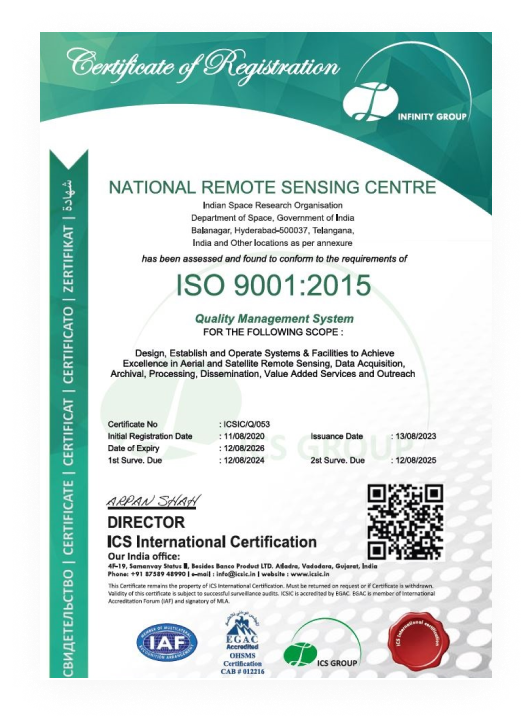 Certificate of Registration
INFINITY GROUP
СВИДЕТЕЛЬСТВО | CERTIFICATE | CERTIFICAT | CERTIFICATO | ZERTIFIKAT | شهادة
NATIONAL REMOTE SENSING CENTRE
Indian Space Research Organisation
Department of Space, Government of India
Balanagar, Hyderabad-500037, Telangana,
India and Other locations as per annexure
has been assessed and found to conform to the requirements of
ISO 9001:2015
Quality Management System
FOR THE FOLLOWING SCOPE :
Design, Establish and Operate Systems & Facilities to Achieve
Excellence in Aerial and Satellite Remote Sensing, Data Acquisition,
Archival, Processing, Dissemination, Value Added Services and Outreach
Certificate No : ICSIC/Q/053
Initial Registration Date : 11/08/2020 Issuance Date : 13/08/2023
Date of Expiry : 12/08/2026
1st Surve. Due : 12/08/2024 2st Surve. Due : 12/08/2025
ICS GROUP
ARPAN SHAH
DIRECTOR
ICS International Certification
Our India office:
4F-19, Samanvay Status II, Besides Banco Product LTD. Atladra, Vadodara, Gujarat, India
Phone: +91 87589 48990 | e-mail : info@icsic.in | website : www.icsic.in
This Certificate remains the property of ICS International Certification. Must be returned on request or if Certificate is withdrawn.
Validity of this certificate is subject to successful surveillance audits. ICSIC is accredited by EGAC. EGAC is member of International
Accreditation Forum (IAF) and signatory of MLA.
MEMBER OF MULTILATERAL
IAF
RECOGNITION ARRANGEMENT
EGAC
Accredited
OHSMS
Certification
CAB # 012216
ICS GROUP
ICS international certification